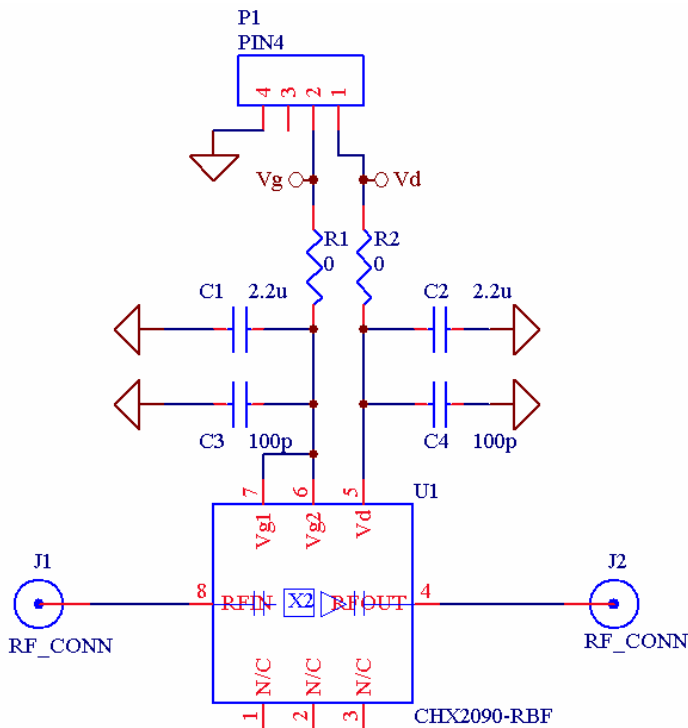 P1
PIN4
4 3 2 1
Vg Vd
R1 R2
0 0
C1 2.2u C2 2.2u
C3 100p C4 100p
7 6 5 U1
Vg1 Vg2 Vd
J1 J2
8 RFIN X2 RFOUT 4
RF_CONN RF_CONN
N/C N/C N/C
1 2 3 CHX2090-RBF